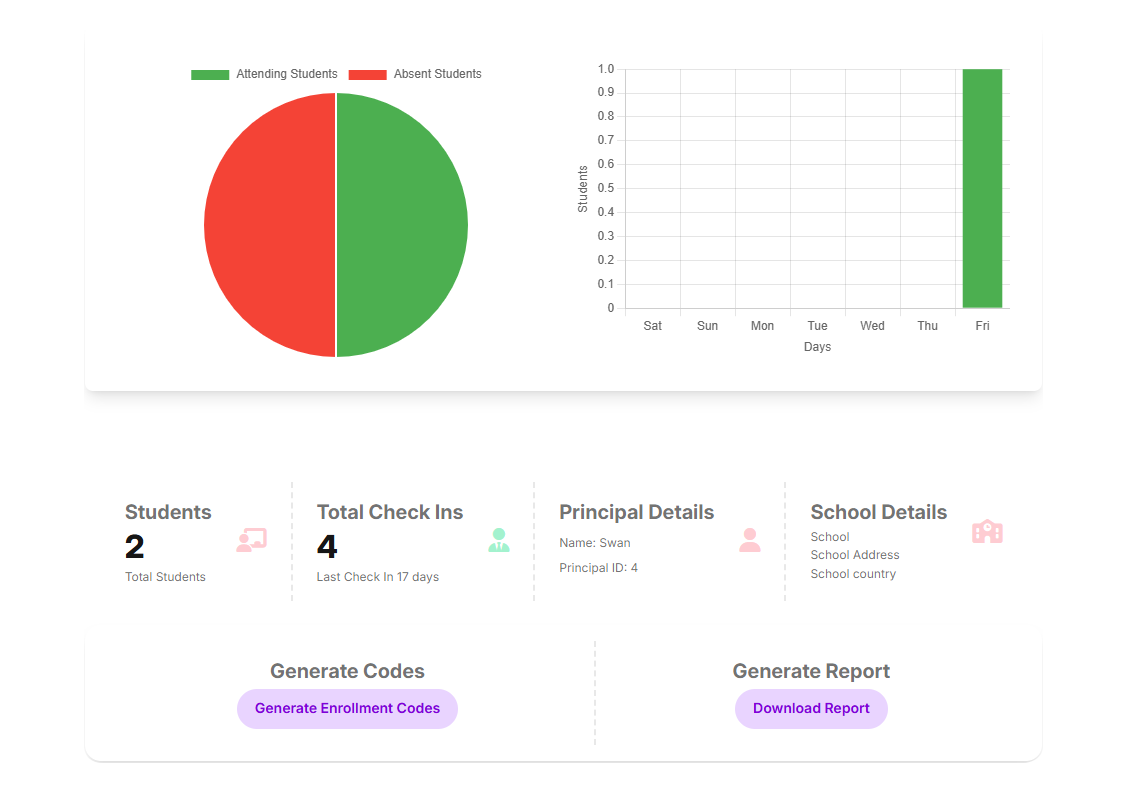 Attending Students
Absent Students
1.0
0.9
0.8
0.7
0.6
0.5
0.4
0.3
0.2
0.1
0
Students
Sat Sun Mon Tue Wed Thu Fri
Days
Students
2
Total Students
Total Check Ins
4
Last Check In 17 days
Principal Details
Name: Swan
Principal ID: 4
School Details
School
School Address
School country
Generate Codes
Generate Enrollment Codes
Generate Report
Download Report